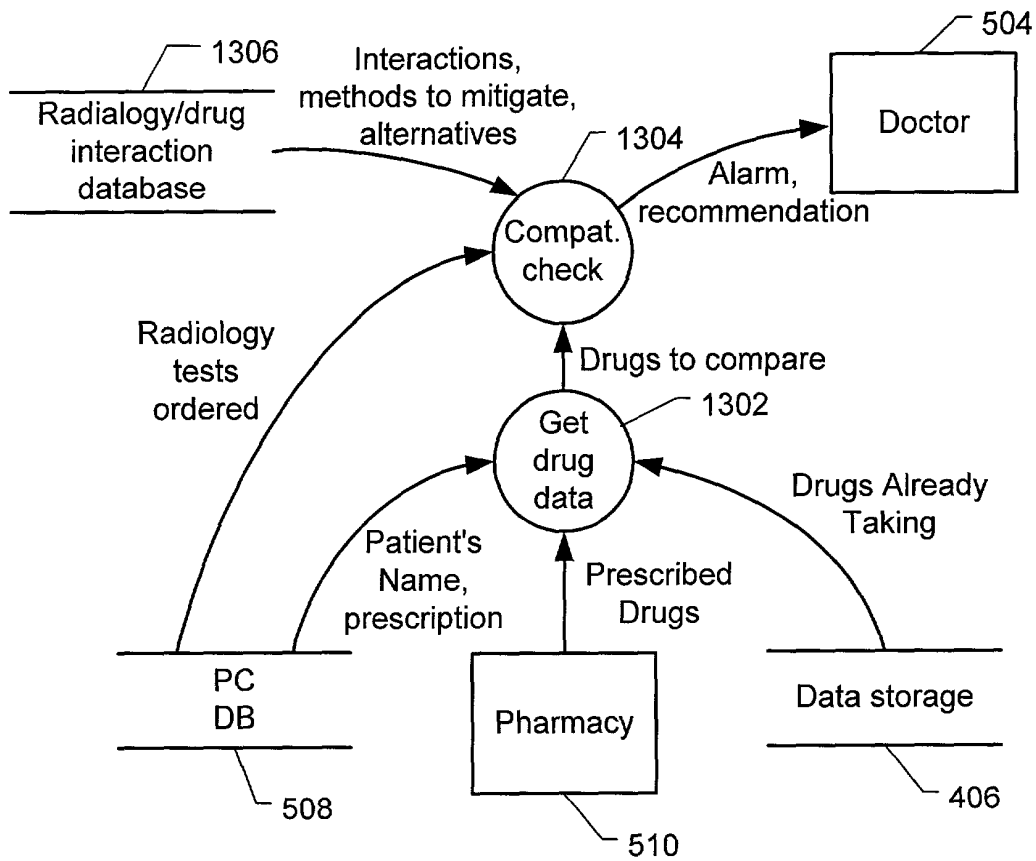 1306
Radialogy/drug
interaction
database
Interactions,
methods to mitigate,
alternatives
1304
504
Doctor
Alarm,
recommendation
Compat.
check
Radiology
tests
ordered
Drugs to compare
1302
Get
drug
data
Drugs Already
Taking
Patient's
Name,
prescription
Prescribed
Drugs
PC
DB
508
Pharmacy
510
Data storage
406